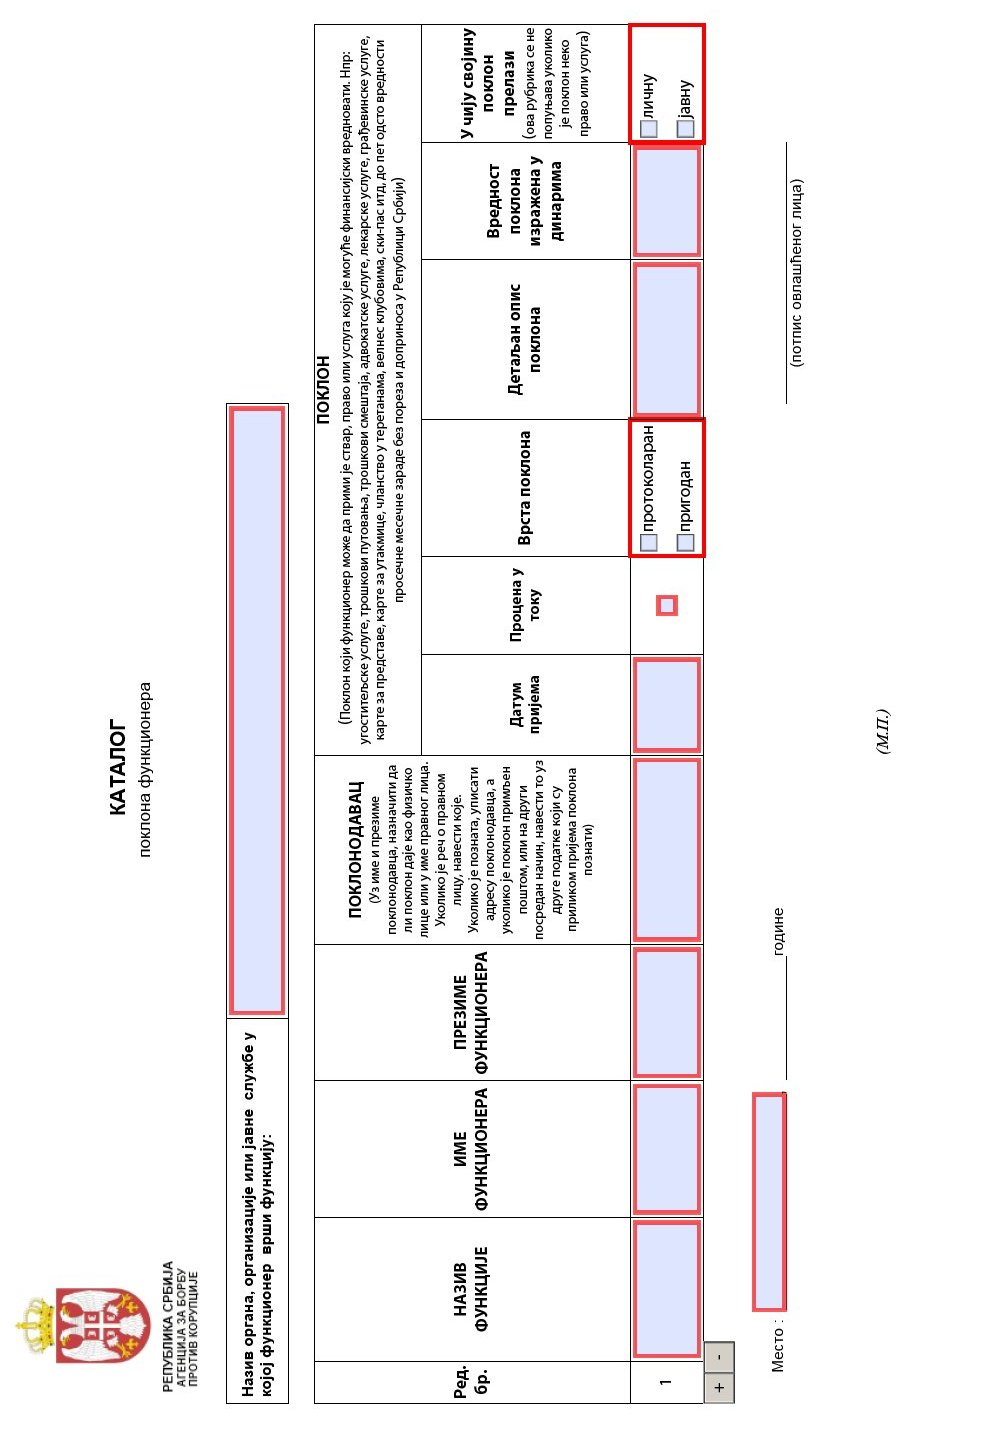 РЕПУБЛИКА СРБИЈА
АГЕНЦИЈА ЗА БОРБУ
ПРОТИВ КОРУПЦИЈЕ
КАТАЛОГ
поклона функционера
Назив органа, организације или јавне службе у
којој функционер врши функцију:
Ред.
бр.
НАЗИВ
ФУНКЦИЈЕ
ИМЕ
ФУНКЦИОНЕРА
ПРЕЗИМЕ
ФУНКЦИОНЕРА
ПОКЛОНОДАВАЦ
(Уз име и презиме
поклонодавца, назначити да
ли поклон даје као физичко
лице или у име правног лица.
Уколико је реч о правном
лицу, навести које.
Уколико је позната, уписати
адресу поклонодавца, а
уколико је поклон примљен
поштом, или на други
посредан начин, навести то уз
друге податке који су
приликом пријема поклона
познати)
ПОКЛОН
(Поклон који функционер може да прими је ствар, право или услуга коју је могуће финансијски вредновати. Нпр:
угоститељске услуге, трошкови путовања, трошкови смештаја, адвокатске услуге, лекарске услуге, грађевинске услуге,
карте за представе, карте за утакмице, чланство у теретанама, велнес клубовима, ски-пас итд, до пет одсто вредности
просечне месечне зараде без пореза и доприноса у Републици Србији)
Датум
пријема
Процена у
току
Врста поклона
Детаљан опис
поклона
Вредност
поклона
изражена у
динарима
У чију својину
поклон
прелази
(ова рубрика се не
попуњава уколико
је поклон неко
право или услуга)
1
протоколаран
пригодан
личну
јавну
+ -
Место : , године
(потпис овлашћеног лица)
(М.П.)